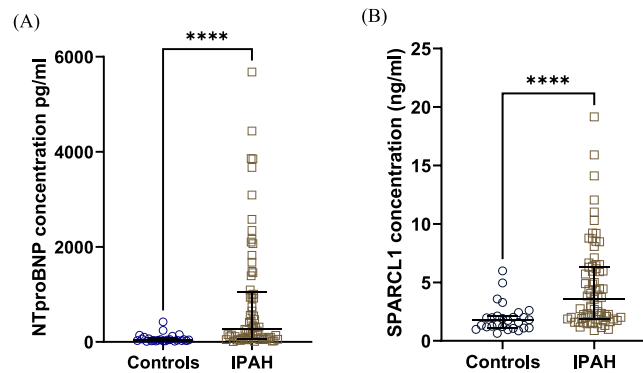 (A)
NTproBNP concentration pg/ml
6000
4000
2000
0
****
Controls
IPAH
(B)
SPARCL1 concentration (ng/ml)
25
20
15
10
5
0
****
Controls
IPAH